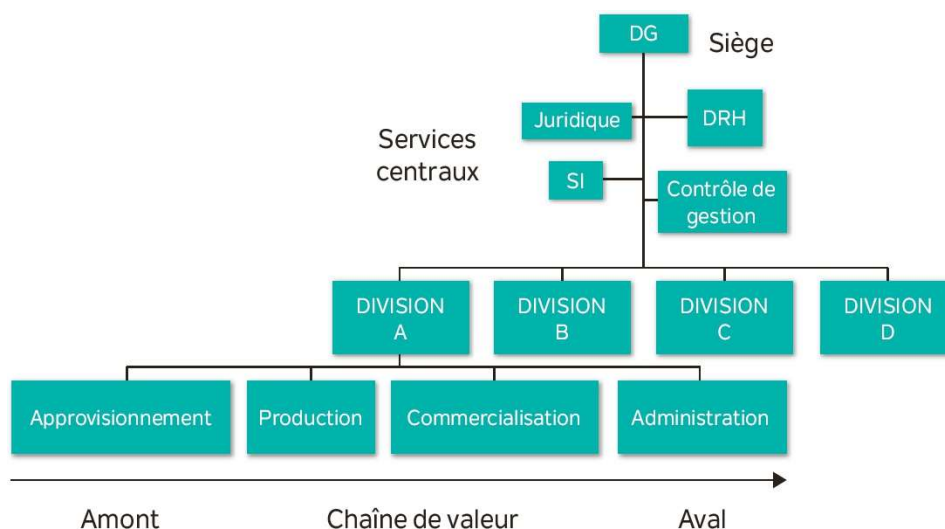 DG
Siège
Juridique
DRH
Services
centraux
SI
Contrôle de
gestion
DIVISION
A
DIVISION
B
DIVISION
C
DIVISION
D
Approvisionnement
Production
Commercialisation
Administration
Amont
Chaîne de valeur
Aval